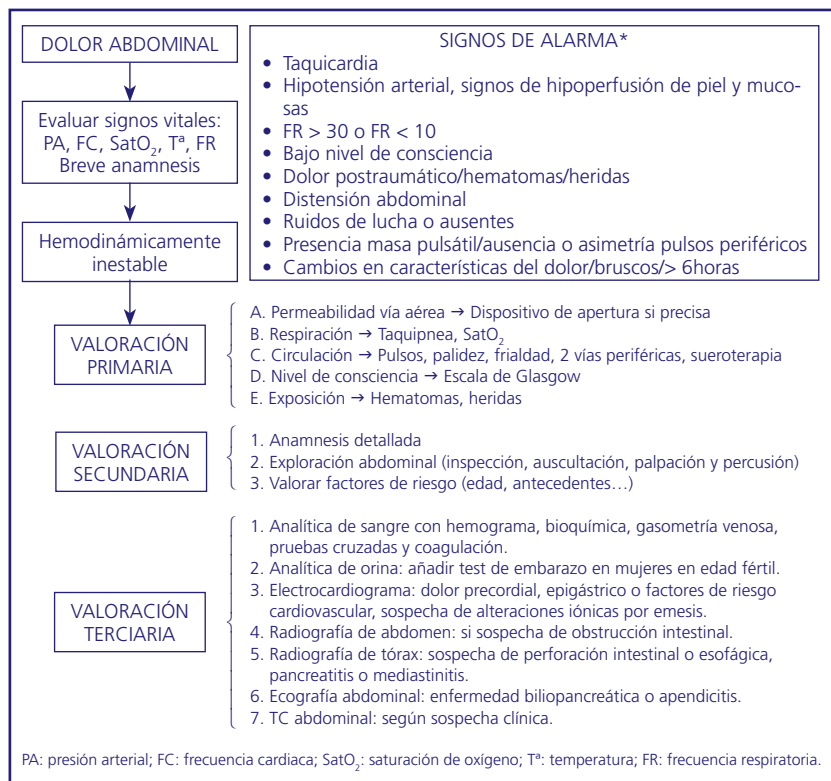 DOLOR ABDOMINAL
Evaluar signos vitales:
PA, FC, SatO₂, Tª, FR
Breve anamnesis
Hemodinámicamente
inestable
SIGNOS DE ALARMA*
• Taquicardia
• Hipotensión arterial, signos de hipoperfusión de piel y muco-
sas
• FR > 30 o FR < 10
• Bajo nivel de consciencia
• Dolor postraumático/hematomas/heridas
• Distensión abdominal
• Ruidos de lucha o ausentes
• Presencia masa pulsátil/ausencia o asimetría pulsos periféricos
• Cambios en características del dolor/bruscos/> 6horas
VALORACIÓN
PRIMARIA
A. Permeabilidad vía aérea → Dispositivo de apertura si precisa
B. Respiración → Taquipnea, SatO₂
C. Circulación → Pulsos, palidez, frialdad, 2 vías periféricas, sueroterapia
D. Nivel de consciencia → Escala de Glasgow
E. Exposición → Hematomas, heridas
VALORACIÓN
SECUNDARIA
1. Anamnesis detallada
2. Exploración abdominal (inspección, auscultación, palpación y percusión)
3. Valorar factores de riesgo (edad, antecedentes...)
VALORACIÓN
TERCIARIA
1. Analítica de sangre con hemograma, bioquímica, gasometría venosa,
pruebas cruzadas y coagulación.
2. Analítica de orina: añadir test de embarazo en mujeres en edad fértil.
3. Electrocardiograma: dolor precordial, epigástrico o factores de riesgo
cardiovascular, sospecha de alteraciones iónicas por emesis.
4. Radiografía de abdomen: si sospecha de obstrucción intestinal.
5. Radiografía de tórax: sospecha de perforación intestinal o esofágica,
pancreatitis o mediastinitis.
6. Ecografía abdominal: enfermedad biliopancreática o apendicitis.
7. TC abdominal: según sospecha clínica.
PA: presión arterial; FC: frecuencia cardiaca; SatO₂: saturación de oxígeno; Tª: temperatura; FR: frecuencia respiratoria.